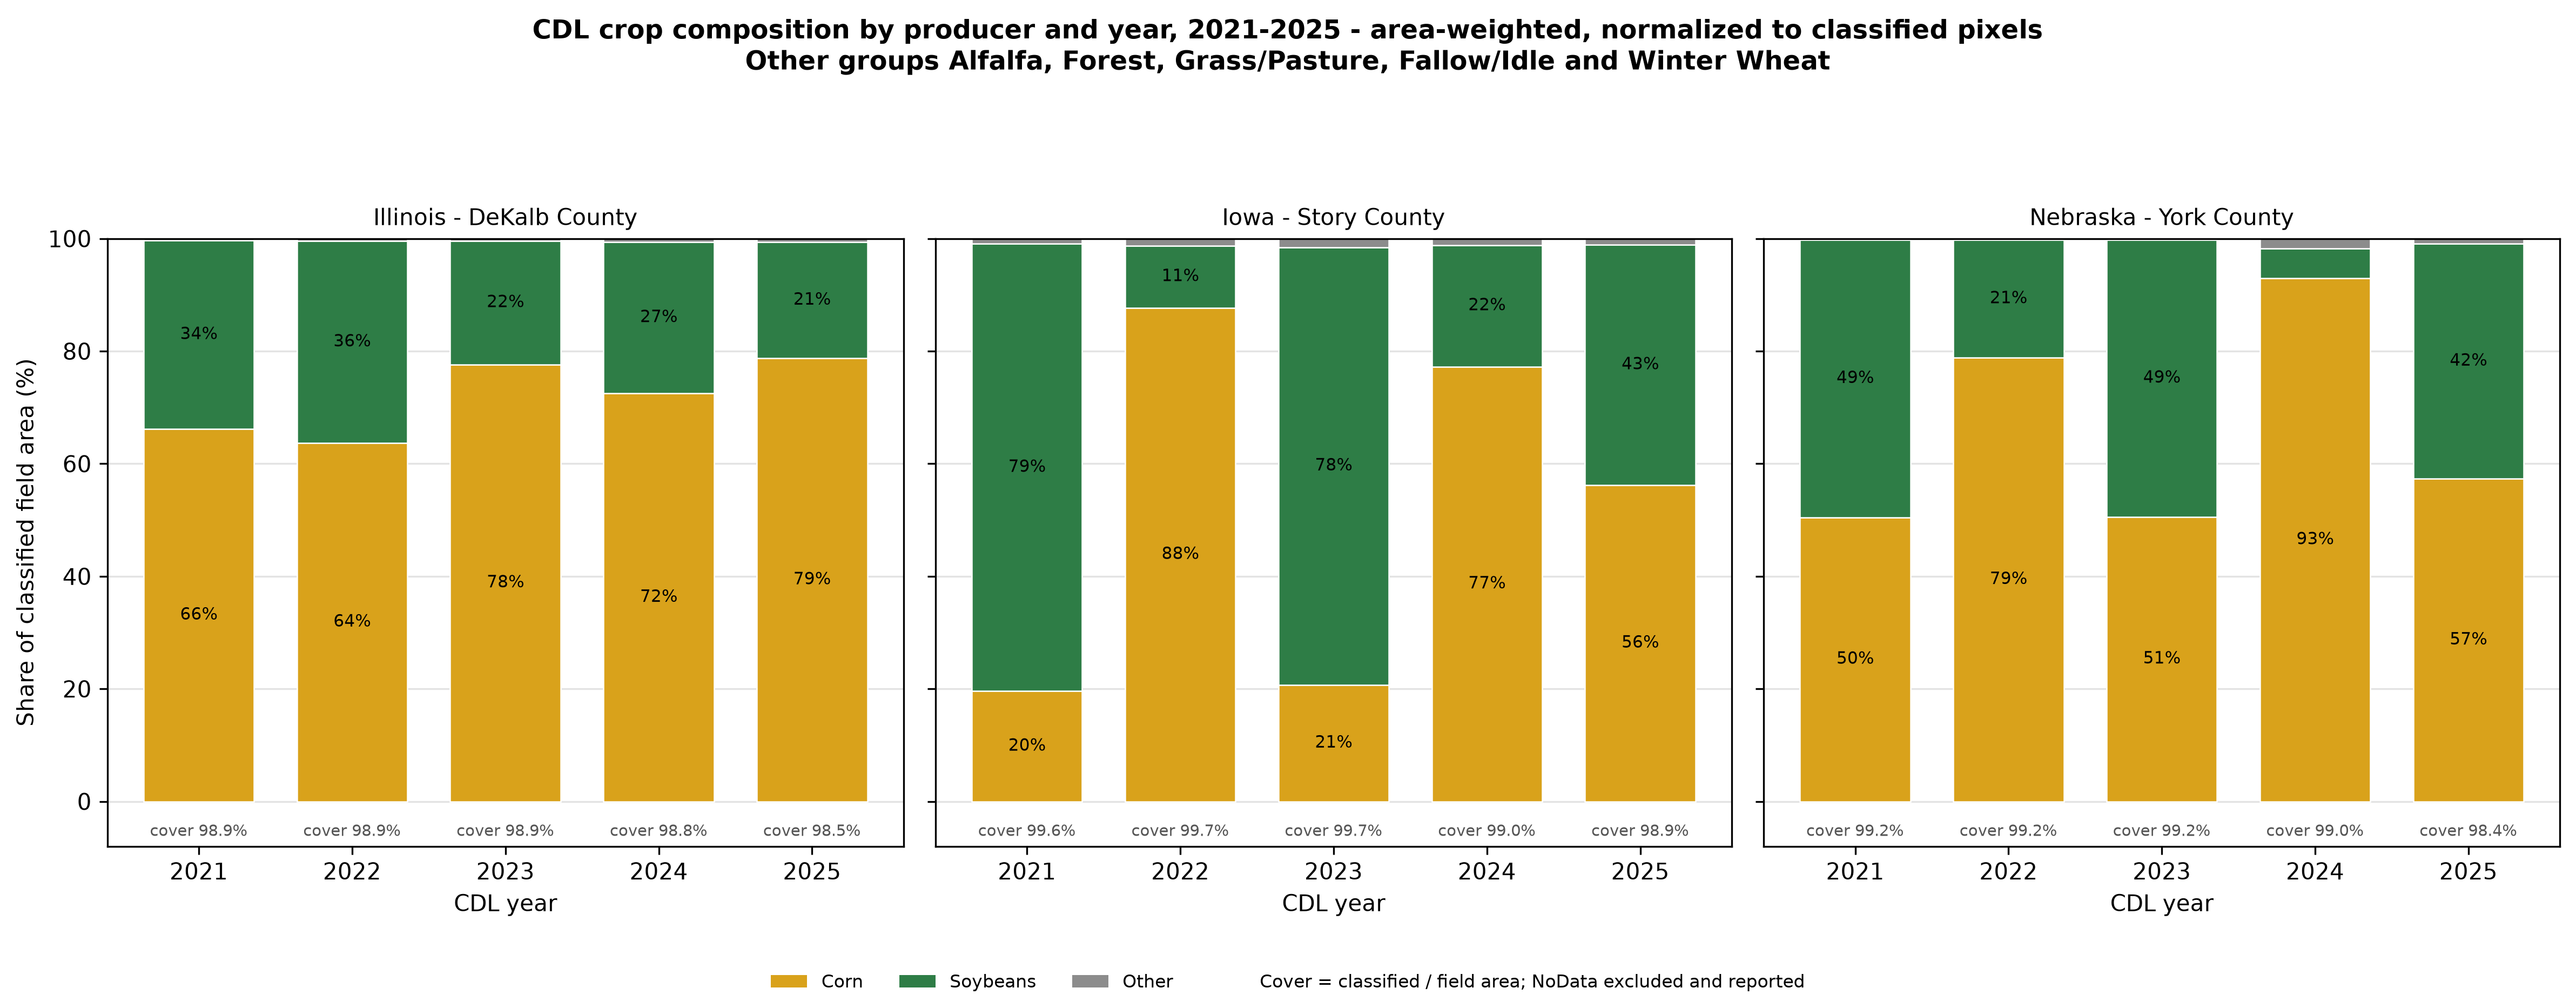 CDL crop composition by producer and year, 2021-2025 - area-weighted, normalized to classified pixels
Other groups Alfalfa, Forest, Grass/Pasture, Fallow/Idle and Winter Wheat
Illinois - DeKalb County
Iowa - Story County
Nebraska - York County
Share of classified field area (%)
100
80
60
40
20
0
34%
36%
22%
27%
21%
66%
64%
78%
72%
79%
cover 98.9%
cover 98.9%
cover 98.9%
cover 98.8%
cover 98.5%
2021
2022
2023
2024
2025
CDL year
79%
11%
78%
22%
43%
20%
88%
21%
77%
56%
cover 99.6%
cover 99.7%
cover 99.7%
cover 99.0%
cover 98.9%
2021
2022
2023
2024
2025
CDL year
49%
21%
49%
42%
50%
79%
51%
93%
57%
cover 99.2%
cover 99.2%
cover 99.2%
cover 99.0%
cover 98.4%
2021
2022
2023
2024
2025
CDL year
Corn
Soybeans
Other
Cover = classified / field area; NoData excluded and reported